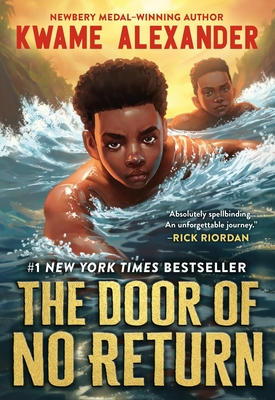 NEWBERY MEDAL–WINNING AUTHOR
KWAME ALEXANDER
"Absolutely spellbinding...
An unforgettable journey."
–RICK RIORDAN
#1 NEW YORK TIMES BESTSELLER
THE DOOR OF
NO RETURN